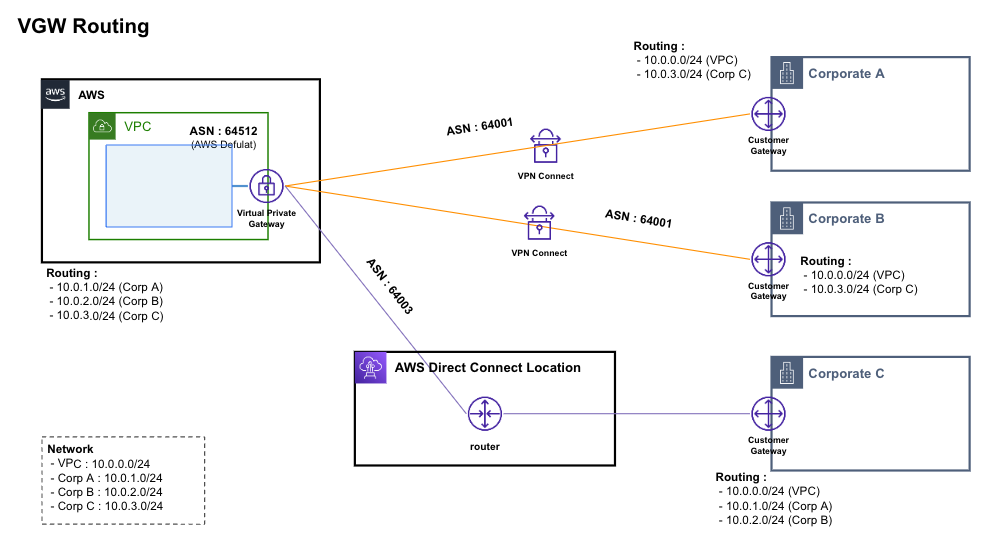 VGW Routing
Routing :
- 10.0.0.0/24 (VPC)
- 10.0.3.0/24 (Corp C)
Corporate A
Customer
Gateway
aws
AWS
VPC
ASN : 64512
(AWS Defulat)
Virtual Private
Gateway
Routing :
- 10.0.1.0/24 (Corp A)
- 10.0.2.0/24 (Corp B)
- 10.0.3.0/24 (Corp C)
ASN : 64001
VPN Connect
ASN : 64001
VPN Connect
Corporate B
Routing :
- 10.0.0.0/24 (VPC)
- 10.0.3.0/24 (Corp C)
Customer
Gateway
ASN : 64003
AWS Direct Connect Location
router
Corporate C
Customer
Gateway
Routing :
- 10.0.0.0/24 (VPC)
- 10.0.1.0/24 (Corp A)
- 10.0.2.0/24 (Corp B)
Network
- VPC : 10.0.0.0/24
- Corp A : 10.0.1.0/24
- Corp B : 10.0.2.0/24
- Corp C : 10.0.3.0/24